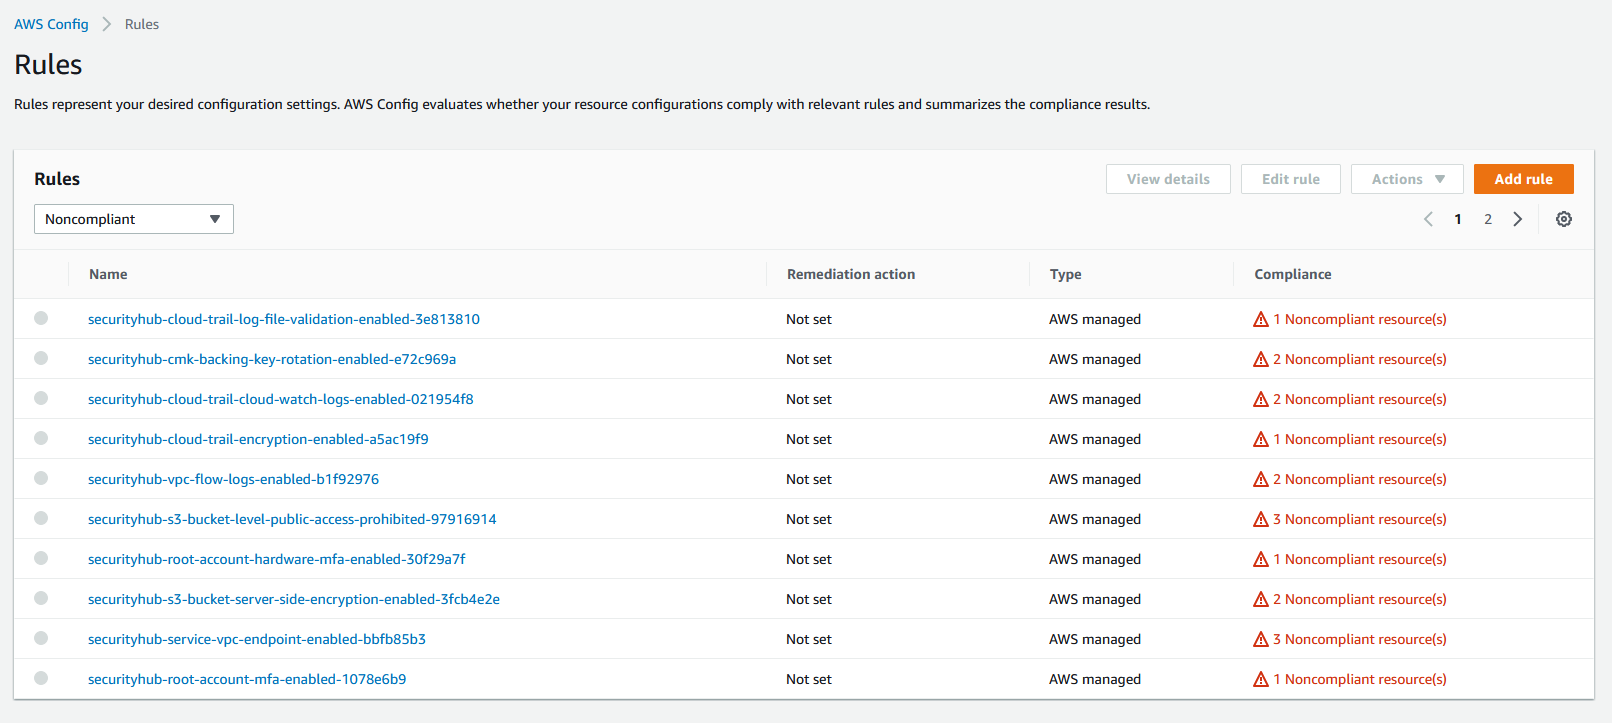 AWS Config > Rules
Rules
Rules represent your desired configuration settings. AWS Config evaluates whether your resource configurations comply with relevant rules and summarizes the compliance results.
Rules
View details Edit rule Actions Add rule
Noncompliant
1 2
Name Remediation action Type Compliance
securityhub-cloud-trail-log-file-validation-enabled-3e813810 Not set AWS managed 1 Noncompliant resource(s)
securityhub-cmk-backing-key-rotation-enabled-e72c969a Not set AWS managed 2 Noncompliant resource(s)
securityhub-cloud-trail-cloud-watch-logs-enabled-021954f8 Not set AWS managed 2 Noncompliant resource(s)
securityhub-cloud-trail-encryption-enabled-a5ac19f9 Not set AWS managed 1 Noncompliant resource(s)
securityhub-vpc-flow-logs-enabled-b1f92976 Not set AWS managed 2 Noncompliant resource(s)
securityhub-s3-bucket-level-public-access-prohibited-97916914 Not set AWS managed 3 Noncompliant resource(s)
securityhub-root-account-hardware-mfa-enabled-30f29a7f Not set AWS managed 1 Noncompliant resource(s)
securityhub-s3-bucket-server-side-encryption-enabled-3fcb4e2e Not set AWS managed 2 Noncompliant resource(s)
securityhub-service-vpc-endpoint-enabled-bbfb85b3 Not set AWS managed 3 Noncompliant resource(s)
securityhub-root-account-mfa-enabled-1078e6b9 Not set AWS managed 1 Noncompliant resource(s)